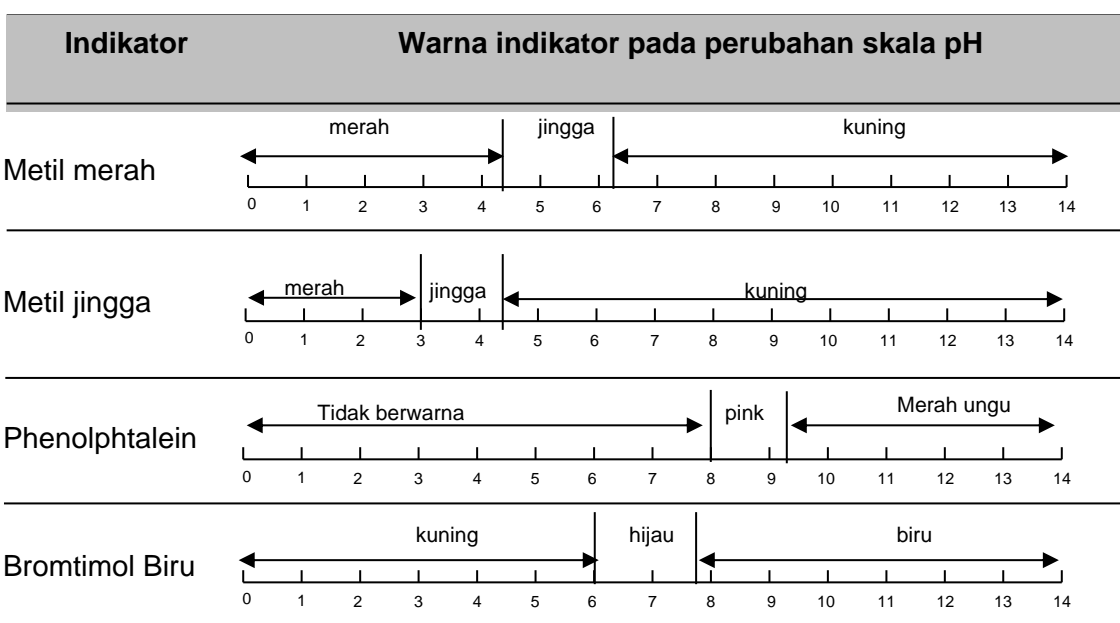 Indikator Warna indikator pada perubahan skala pH
merah jingga kuning
Metil merah
0 1 2 3 4 5 6 7 8 9 10 11 12 13 14
merah jingga kuning
Metil jingga
0 1 2 3 4 5 6 7 8 9 10 11 12 13 14
Tidak berwarna pink Merah ungu
Phenolphtalein
0 1 2 3 4 5 6 7 8 9 10 11 12 13 14
kuning hijau biru
Bromtimol Biru
0 1 2 3 4 5 6 7 8 9 10 11 12 13 14